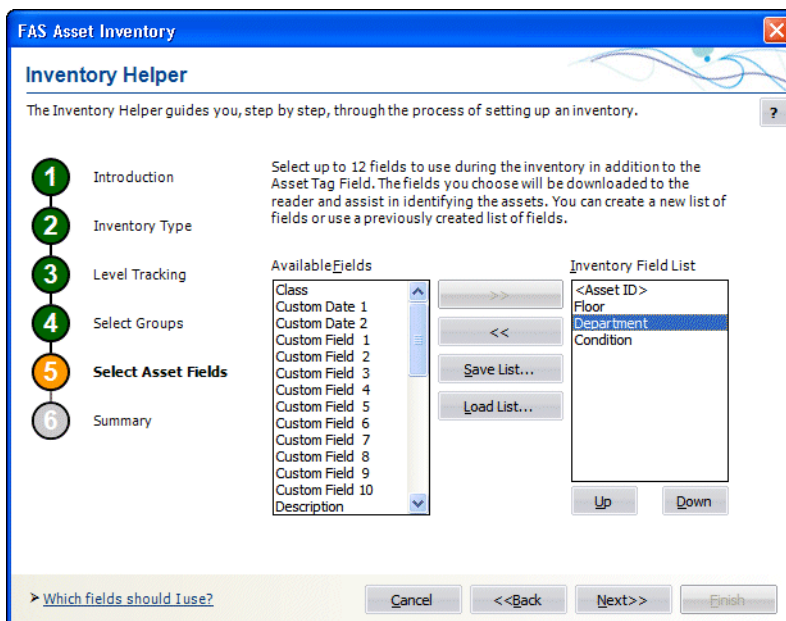 FAS Asset Inventory
Inventory Helper
The Inventory Helper guides you, step by step, through the process of setting up an inventory.
?
1 Introduction
2 Inventory Type
3 Level Tracking
4 Select Groups
5 Select Asset Fields
6 Summary
Select up to 12 fields to use during the inventory in addition to the
Asset Tag Field. The fields you choose will be downloaded to the
reader and assist in identifying the assets. You can create a new list of
fields or use a previously created list of fields.
Available Fields
Class
Custom Date 1
Custom Date 2
Custom Field 1
Custom Field 2
Custom Field 3
Custom Field 4
Custom Field 5
Custom Field 6
Custom Field 7
Custom Field 8
Custom Field 9
Custom Field 10
Description
>>
<<
Save List...
Load List...
Inventory Field List
<Asset ID>
Floor
Department
Condition
Up
Down
Which fields should I use?
Cancel
<<Back
Next>>
Finish